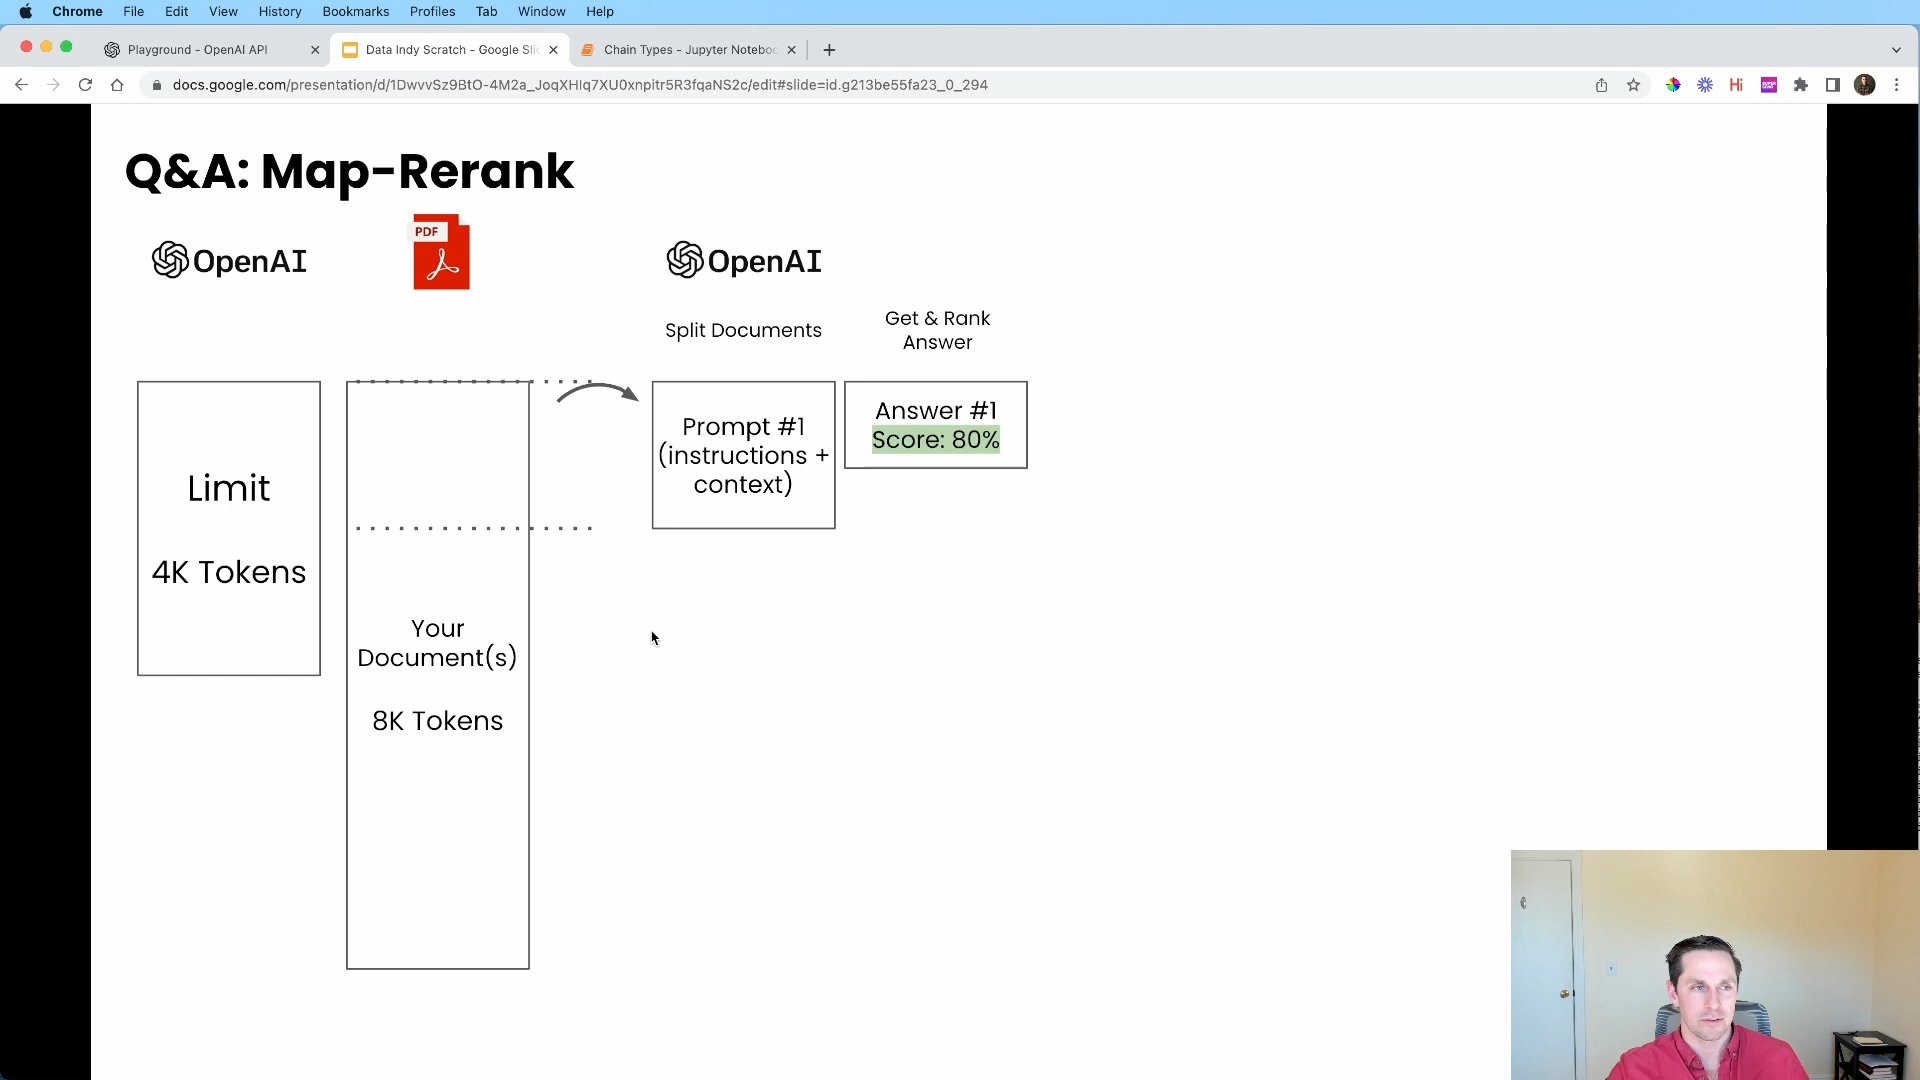 Chrome File Edit View History Bookmarks Profiles Tab Window Help
Playground - OpenAI API
Data Indy Scratch - Google Sli
Chain Types - Jupyter Noteboo
docs.google.com/presentation/d/1DwvvSz9BtO-4M2a_JoqXHIq7XU0xnpitr5R3fqaNS2c/edit#slide=id.g213be55fa23_0_294
Hi
Q&A: Map-Rerank
OpenAI
PDF
OpenAI
Split Documents
Get & Rank
Answer
Limit
4K Tokens
Your
Document(s)
8K Tokens
Prompt #1
(instructions +
context)
Answer #1
Score: 80%